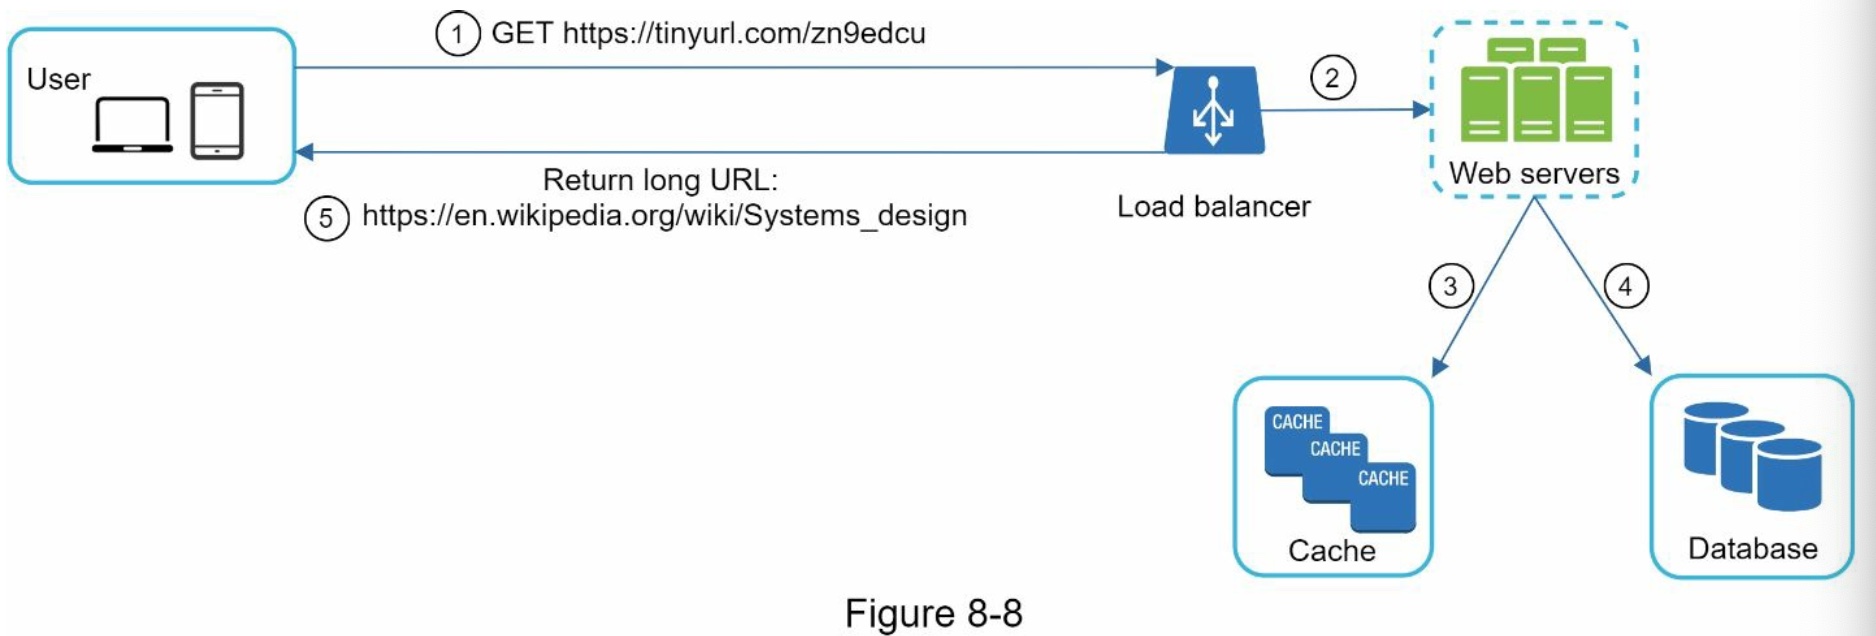 User
1 GET https://tinyurl.com/zn9edcu
2
Web servers
Return long URL:
5 https://en.wikipedia.org/wiki/Systems_design
Load balancer
3
4
CACHE
CACHE
CACHE
Cache
Database
Figure 8-8